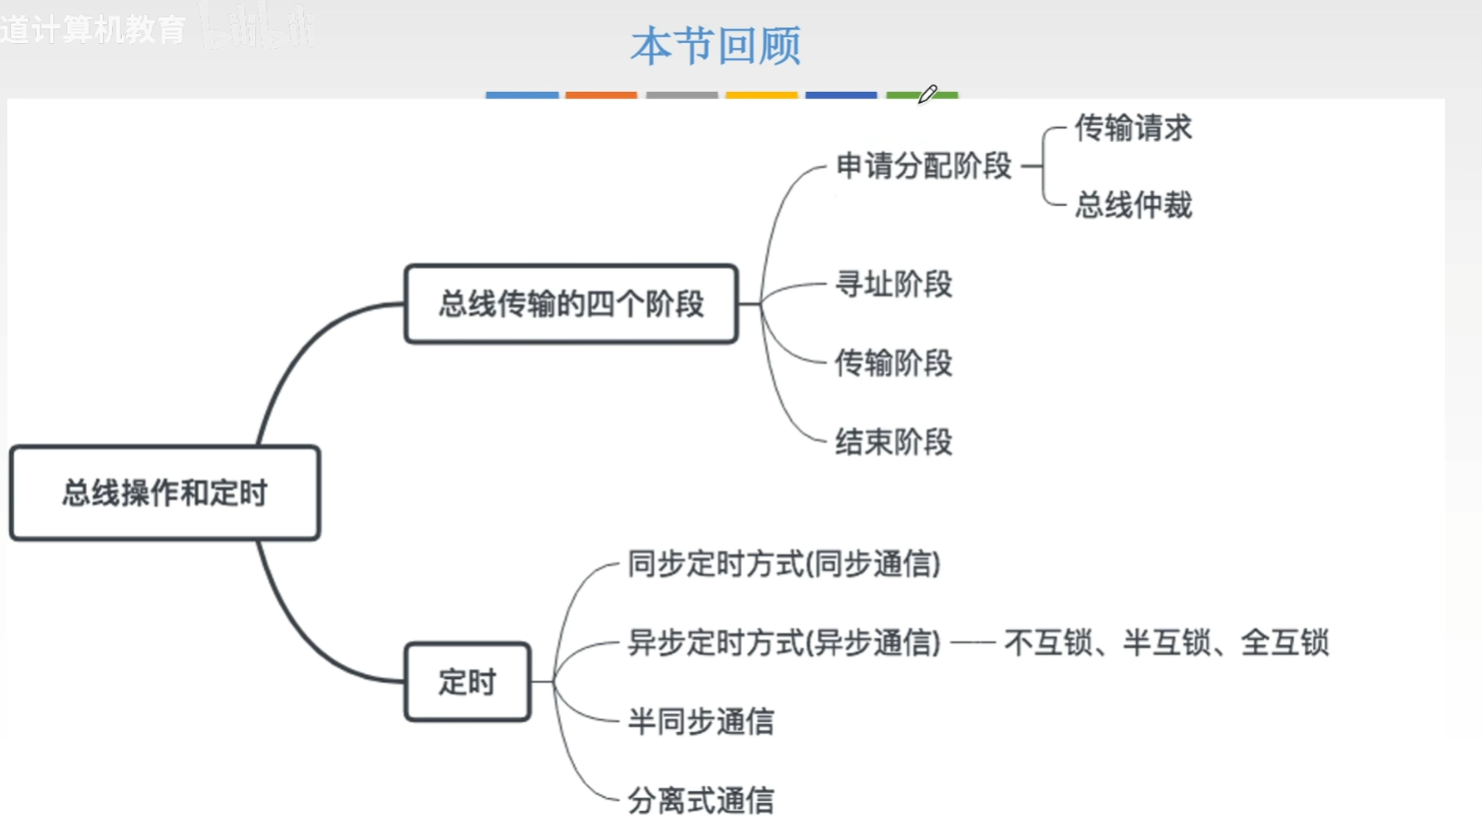 道计算机教育 bilibili
本节回顾
总线操作和定时
总线传输的四个阶段
申请分配阶段
传输请求
总线仲裁
寻址阶段
传输阶段
结束阶段
定时
同步定时方式(同步通信)
异步定时方式(异步通信) —— 不互锁、半互锁、全互锁
半同步通信
分离式通信